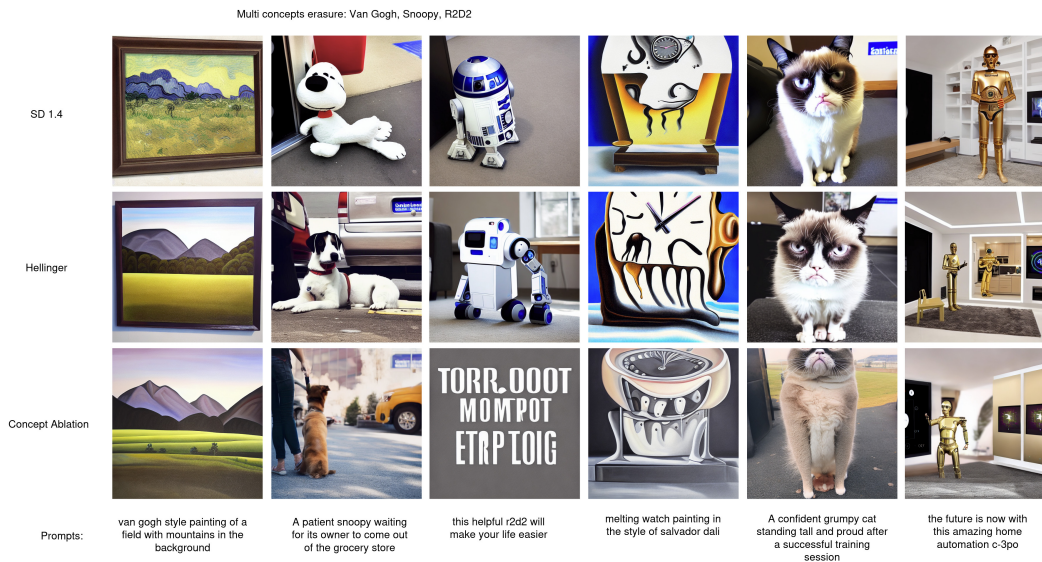 Multi concepts erasure: Van Gogh, Snoopy, R2D2
SD 1.4
Hellinger
Concept Ablation
TORR.OOOT
MOMTPOT
ETRP LOIG
Prompts:
van gogh style painting of a
field with mountains in the
background
A patient snoopy waiting
for its owner to come out
of the grocery store
this helpful r2d2 will
make your life easier
melting watch painting in
the style of salvador dali
A confident grumpy cat
standing tall and proud after
a successful training
session
the future is now with
this amazing home
automation c-3po